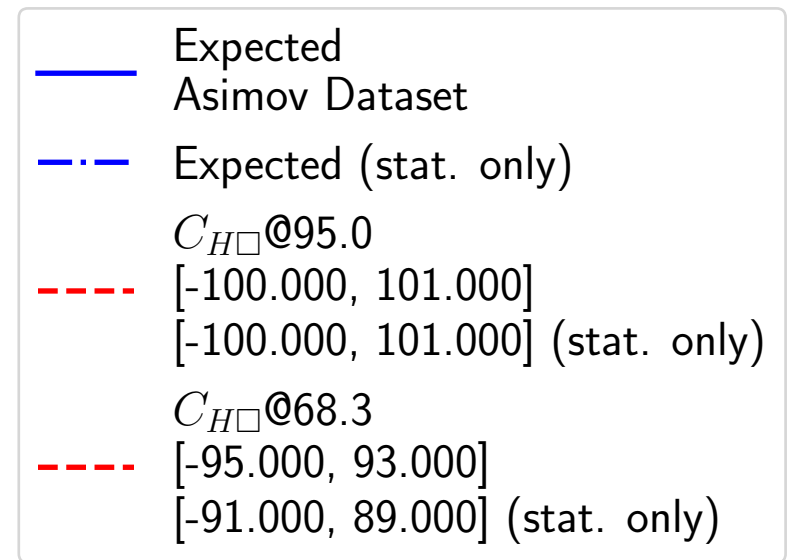 Expected
Asimov Dataset
Expected (stat. only)
C_{H□}@95.0
[-100.000, 101.000]
[-100.000, 101.000] (stat. only)
C_{H□}@68.3
[-95.000, 93.000]
[-91.000, 89.000] (stat. only)